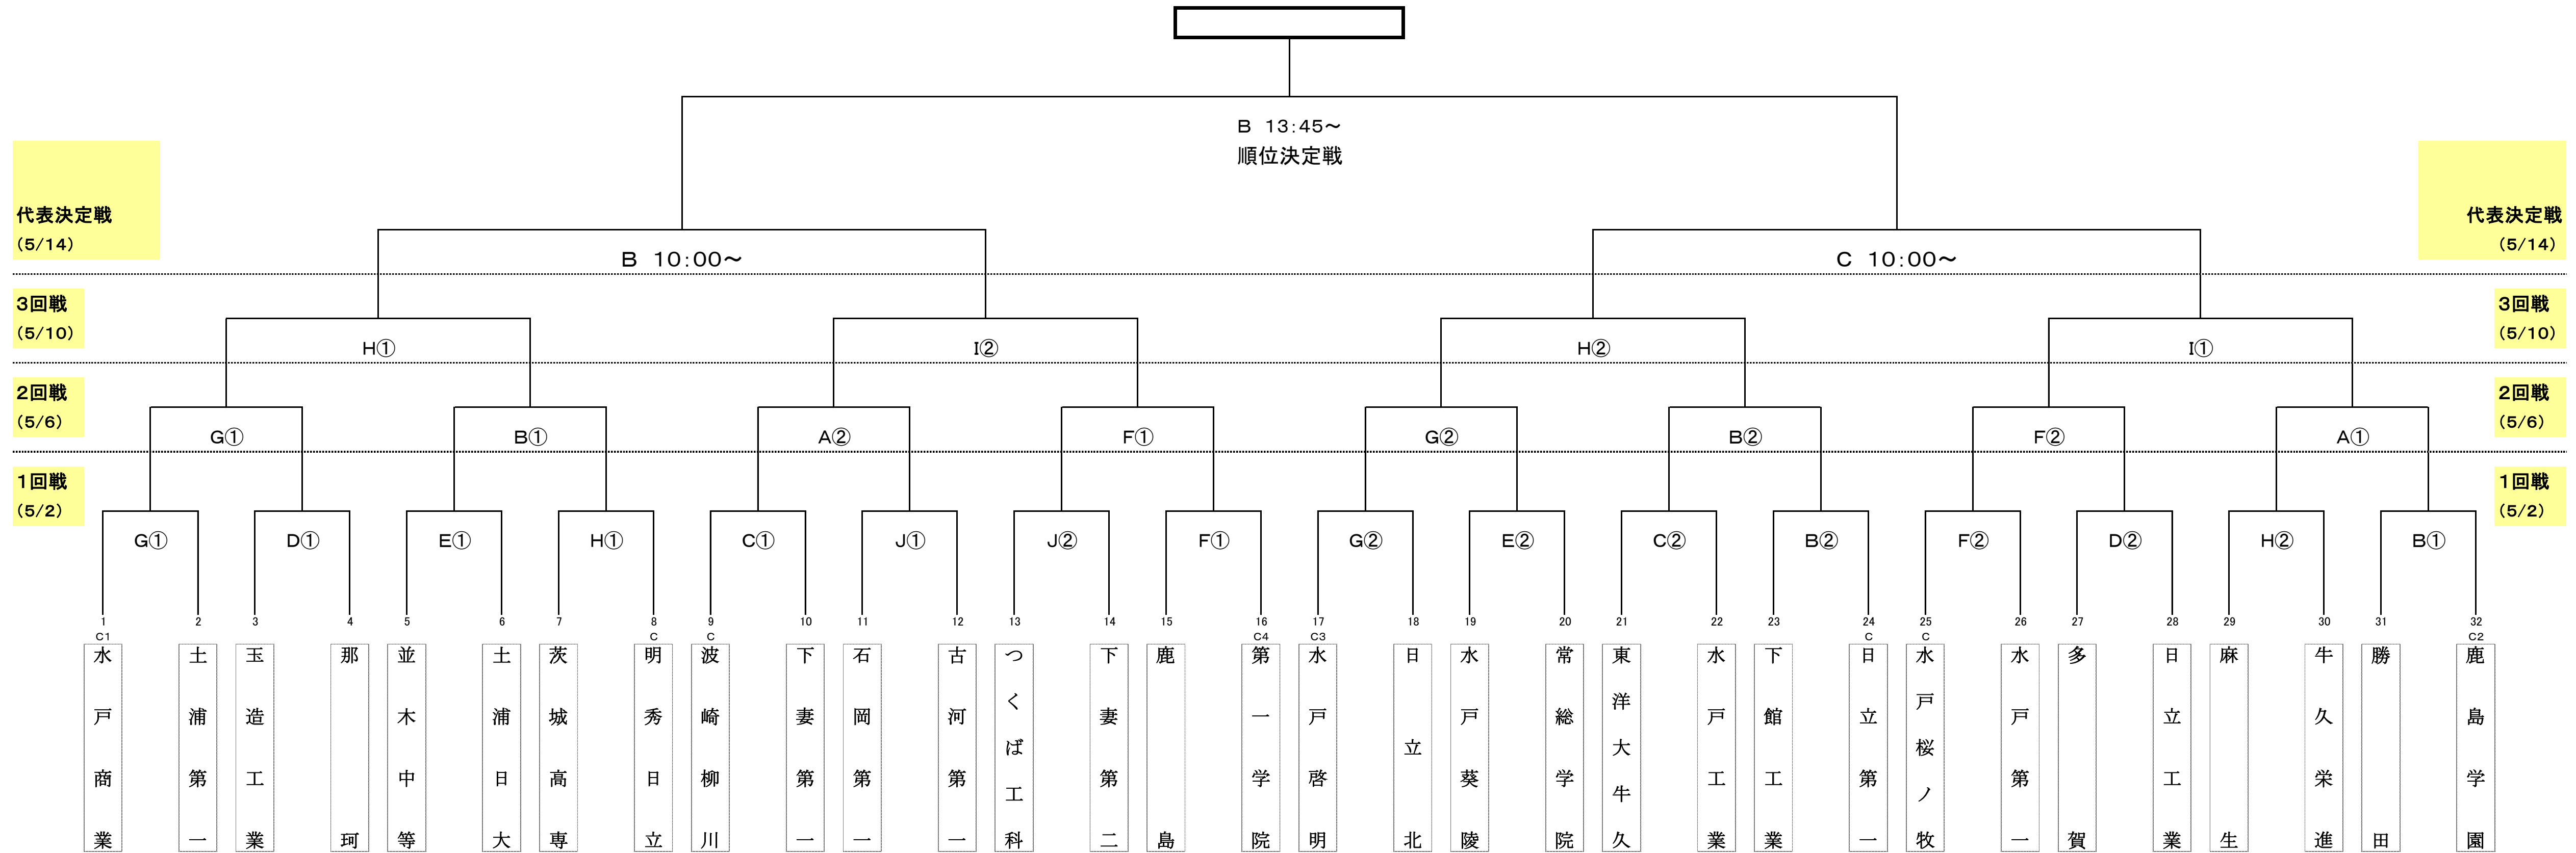 B 13:45～
順位決定戦
代表決定戦 代表決定戦
(5/14) (5/14)
B 10:00～ C 10:00～
3回戦 3回戦
(5/10) (5/10)
H① I② H② I①
2回戦 2回戦
(5/6) (5/6)
G① B① A② F① G② B② F② A①
1回戦 1回戦
(5/2) (5/2)
G① D① E① H① C① J① J② F① G② E② C② B② F② D② H② B①
1 2 3 4 5 6 7 8 9 10 11 12 13 14 15 16 17 18 19 20 21 22 23 24 25 26 27 28 29 30 31 32
C1 C C C4 C3 C C C2
水戸商業
土浦第一
玉造工業
那珂
並木中等
土浦日大
茨城高専
明秀日立
波崎柳川
下妻第一
石岡第一
古河第一
つくば工科
下妻第二
鹿島
第一学院
水戸啓明
日立北
水戸葵陵
常総学院
東洋大牛久
水戸工業
下館工業
日立第一
水戸桜ノ牧
水戸第一
多賀
日立工業
麻生
牛久栄進
勝田
鹿島学園